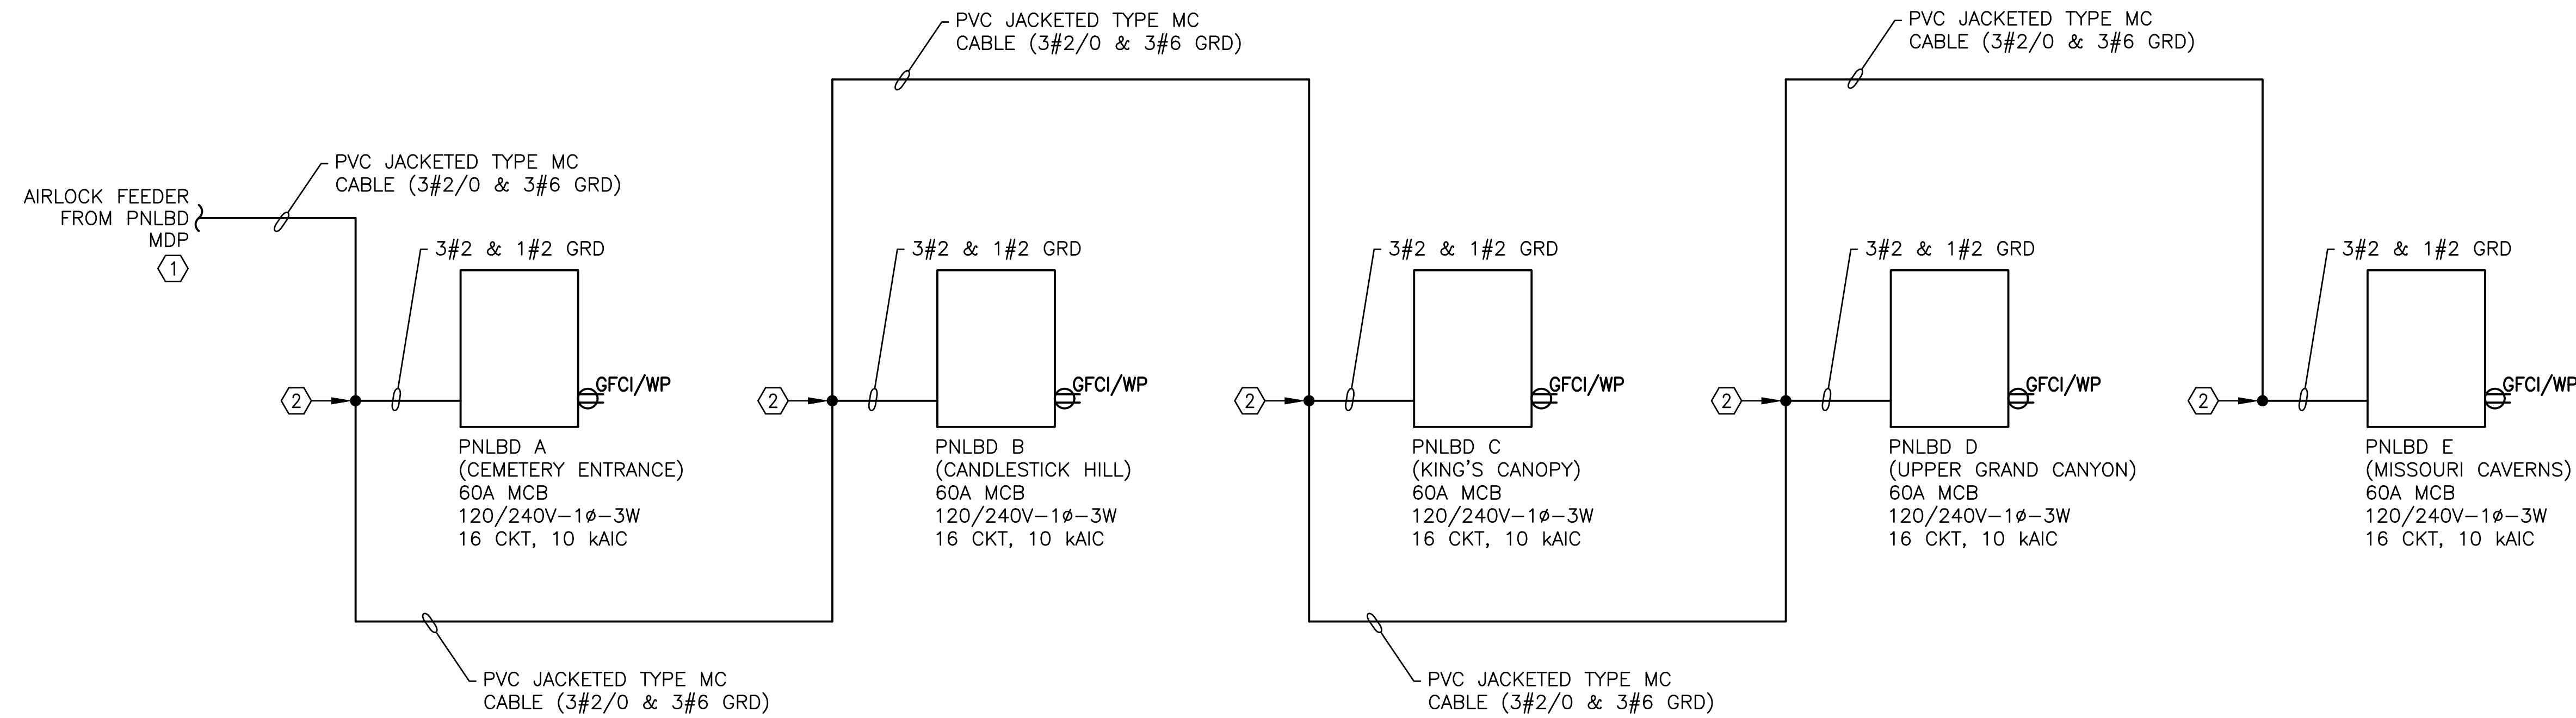 PVC JACKETED TYPE MC
CABLE (3#2/0 & 3#6 GRD)
PVC JACKETED TYPE MC
CABLE (3#2/0 & 3#6 GRD)
PVC JACKETED TYPE MC
CABLE (3#2/0 & 3#6 GRD)
AIRLOCK FEEDER
FROM PNLBD
MDP
1
3#2 & 1#2 GRD
3#2 & 1#2 GRD
3#2 & 1#2 GRD
3#2 & 1#2 GRD
3#2 & 1#2 GRD
2
GFCI/WP
2
GFCI/WP
2
GFCI/WP
2
GFCI/WP
2
GFCI/WP
PNLBD A
(CEMETERY ENTRANCE)
60A MCB
120/240V-1ø-3W
16 CKT, 10 kAIC
PNLBD B
(CANDLESTICK HILL)
60A MCB
120/240V-1ø-3W
16 CKT, 10 kAIC
PNLBD C
(KING'S CANOPY)
60A MCB
120/240V-1ø-3W
16 CKT, 10 kAIC
PNLBD D
(UPPER GRAND CANYON)
60A MCB
120/240V-1ø-3W
16 CKT, 10 kAIC
PNLBD E
(MISSOURI CAVERNS)
60A MCB
120/240V-1ø-3W
16 CKT, 10 kAIC
PVC JACKETED TYPE MC
CABLE (3#2/0 & 3#6 GRD)
PVC JACKETED TYPE MC
CABLE (3#2/0 & 3#6 GRD)